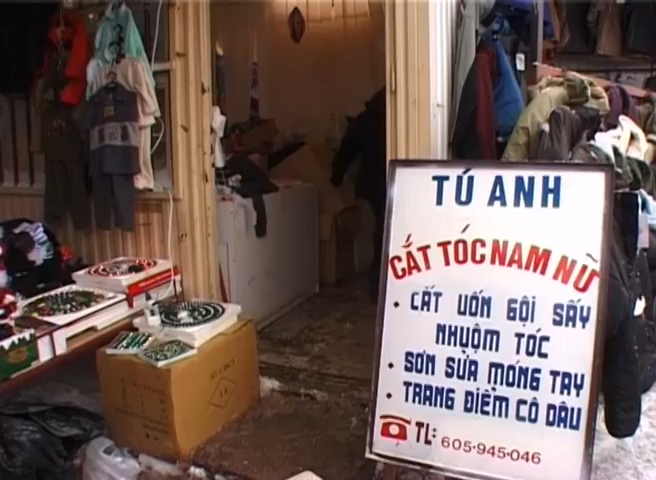 TÚ ANH
CẮT TÓC NAM NỮ
• CẮT UỐN GỘI SẤY
NHUỘM TÓC
• SƠN SỬA MÓNG TAY
• TRANG ĐIỂM CÔ DÂU
TL: 605-945-046